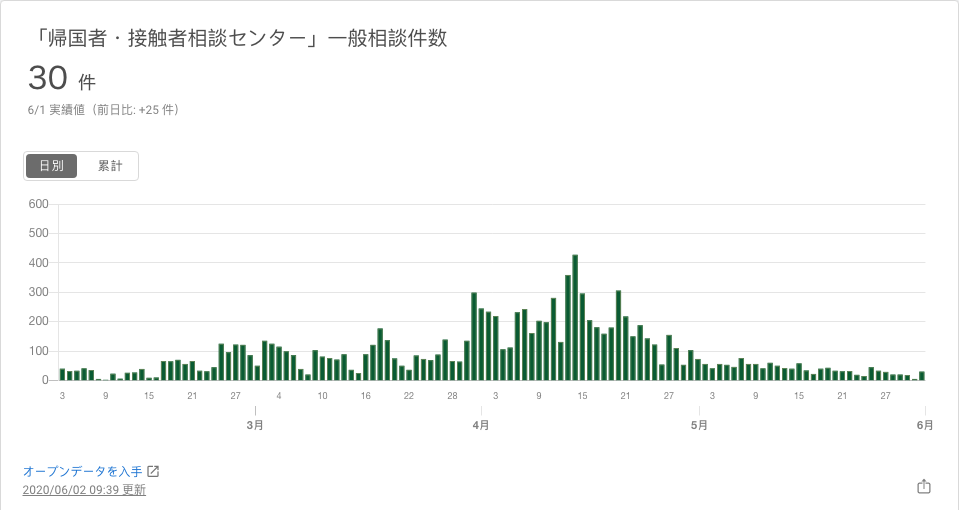 「帰国者・接触者相談センター」一般相談件数
30 件
6/1 実績値（前日比: +25 件）
日別 累計
600
500
400
300
200
100
0
3 9 15 21 27 4 10 16 22 28 3 9 15 21 27 3 9 15 21 27
3月 4月 5月 6月
オープンデータを入手
2020/06/02 09:39 更新